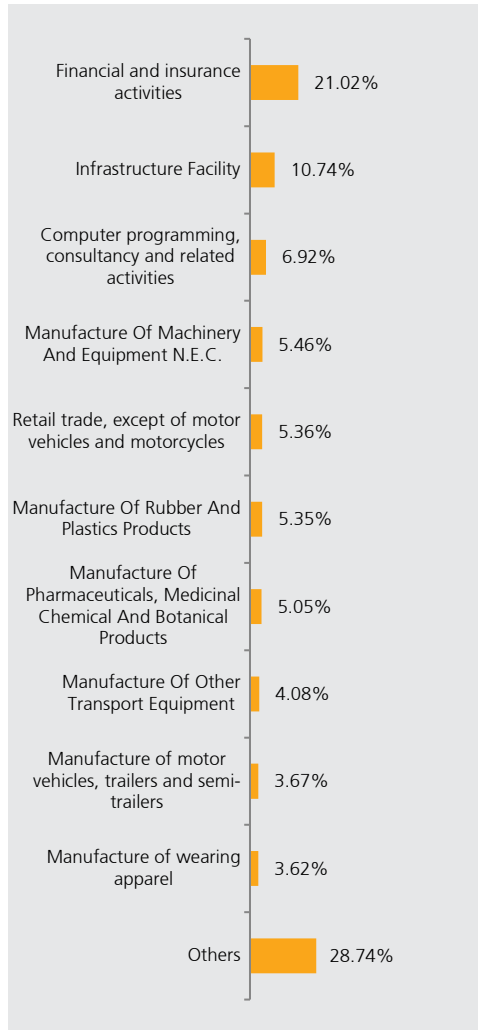 Financial and insurance
activities
21.02%
Infrastructure Facility
10.74%
Computer programming,
consultancy and related
activities
6.92%
Manufacture Of Machinery
And Equipment N.E.C.
5.46%
Retail trade, except of motor
vehicles and motorcycles
5.36%
Manufacture Of Rubber And
Plastics Products
5.35%
Manufacture Of
Pharmaceuticals, Medicinal
Chemical And Botanical
Products
5.05%
Manufacture Of Other
Transport Equipment
4.08%
Manufacture of motor
vehicles, trailers and semi-
trailers
3.67%
Manufacture of wearing
apparel
3.62%
Others
28.74%